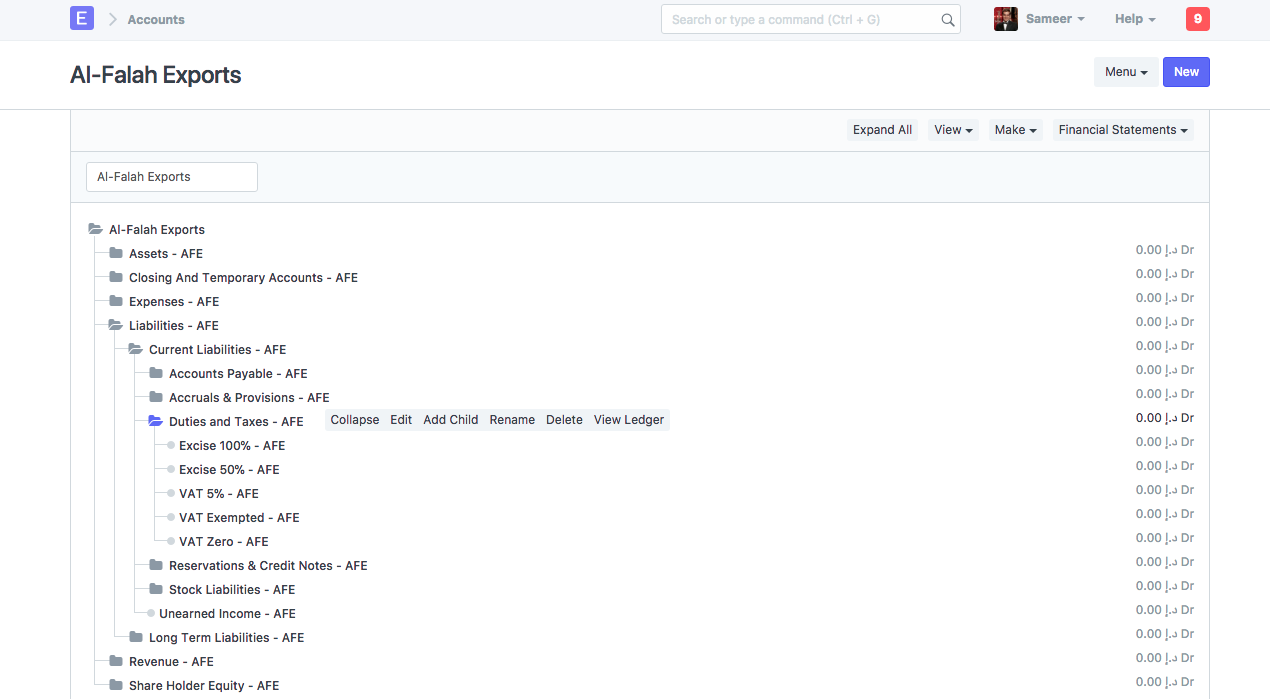 E Accounts Search or type a command (Ctrl + G) Sameer Help 9
Al-Falah Exports Menu New
Expand All View Make Financial Statements
Al-Falah Exports
Al-Falah Exports
Assets - AFE 0.00 د.إ Dr
Closing And Temporary Accounts - AFE 0.00 د.إ Dr
Expenses - AFE 0.00 د.إ Dr
Liabilities - AFE 0.00 د.إ Dr
Current Liabilities - AFE 0.00 د.إ Dr
Accounts Payable - AFE 0.00 د.إ Dr
Accruals & Provisions - AFE 0.00 د.إ Dr
Duties and Taxes - AFE Collapse Edit Add Child Rename Delete View Ledger 0.00 د.إ Dr
Excise 100% - AFE 0.00 د.إ Dr
Excise 50% - AFE 0.00 د.إ Dr
VAT 5% - AFE 0.00 د.إ Dr
VAT Exempted - AFE 0.00 د.إ Dr
VAT Zero - AFE 0.00 د.إ Dr
Reservations & Credit Notes - AFE 0.00 د.إ Dr
Stock Liabilities - AFE 0.00 د.إ Dr
Unearned Income - AFE 0.00 د.إ Dr
Long Term Liabilities - AFE 0.00 د.إ Dr
Revenue - AFE 0.00 د.إ Dr
Share Holder Equity - AFE 0.00 د.إ Dr